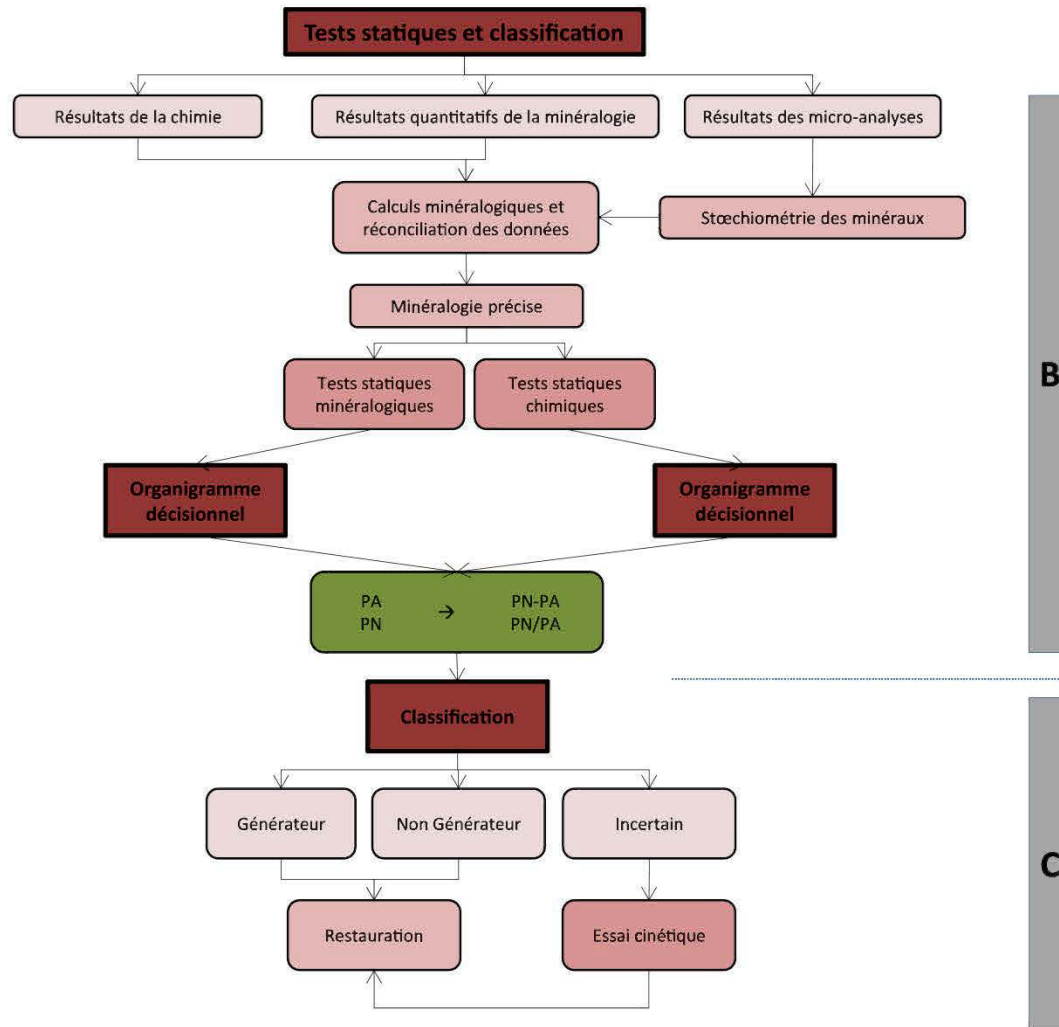 Tests statiques et classification
Résultats de la chimie
Résultats quantitatifs de la minéralogie
Résultats des micro-analyses
Calculs minéralogiques et
réconciliation des données
Stœchiométrie des minéraux
Minéralogie précise
Tests statiques
minéralogiques
Tests statiques
chimiques
Organigramme
décisionnel
Organigramme
décisionnel
PA → PN-PA
PN PN/PA
Classification
Générateur
Non Générateur
Incertain
Restauration
Essai cinétique
B
C